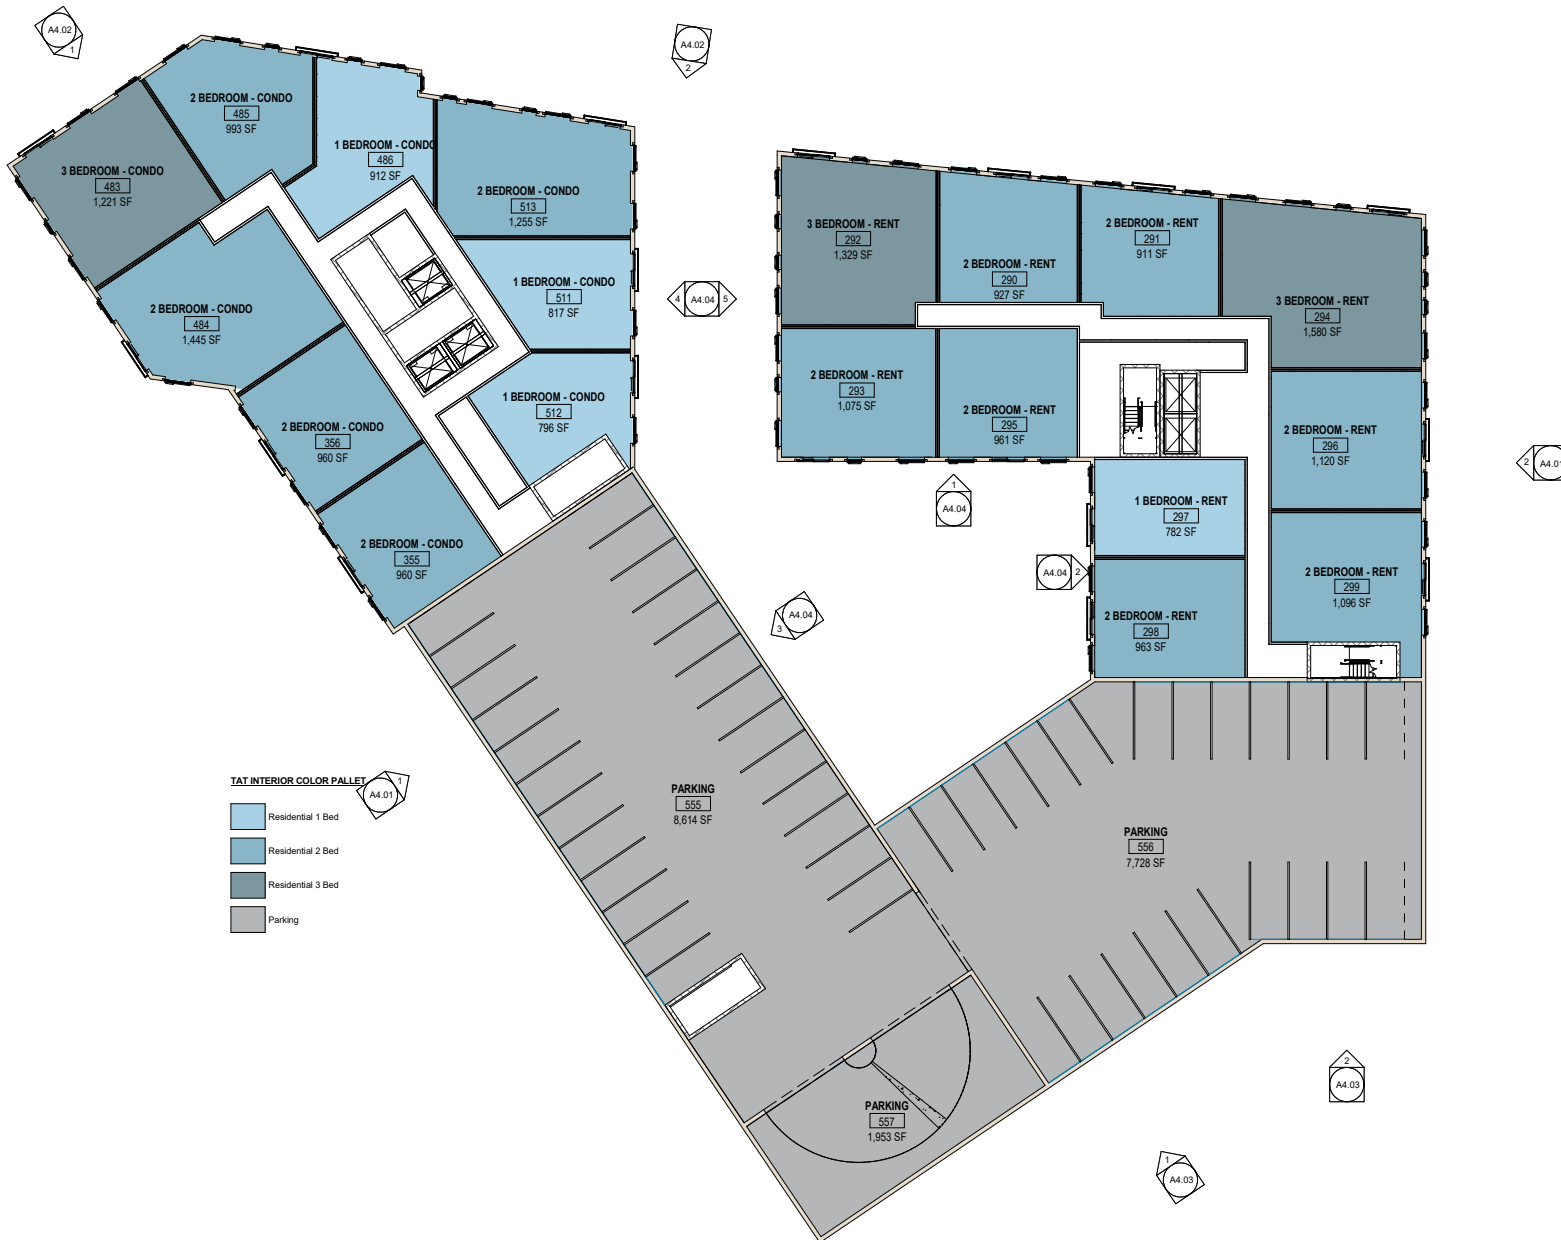 A4.02
1
A4.02
2
2 BEDROOM - CONDO
485
993 SF
1 BEDROOM - CONDO
486
912 SF
3 BEDROOM - CONDO
483
1,221 SF
2 BEDROOM - CONDO
513
1,255 SF
2 BEDROOM - CONDO
484
1,445 SF
1 BEDROOM - CONDO
511
817 SF
4
A4.04
5
1 BEDROOM - CONDO
512
796 SF
2 BEDROOM - CONDO
356
960 SF
2 BEDROOM - CONDO
355
960 SF
3 BEDROOM - RENT
292
1,329 SF
2 BEDROOM - RENT
290
927 SF
2 BEDROOM - RENT
291
911 SF
3 BEDROOM - RENT
294
1,580 SF
2 BEDROOM - RENT
293
1,075 SF
2 BEDROOM - RENT
295
961 SF
2 BEDROOM - RENT
296
1,120 SF
2
A4.01
1
A4.04
1 BEDROOM - RENT
297
782 SF
A4.04
2
2 BEDROOM - RENT
299
1,096 SF
2 BEDROOM - RENT
298
963 SF
A4.04
3
TAT INTERIOR COLOR PALLET
1
A4.01
Residential 1 Bed
Residential 2 Bed
Residential 3 Bed
Parking
PARKING
555
8,614 SF
PARKING
556
7,728 SF
PARKING
557
1,953 SF
2
A4.03
1
A4.03